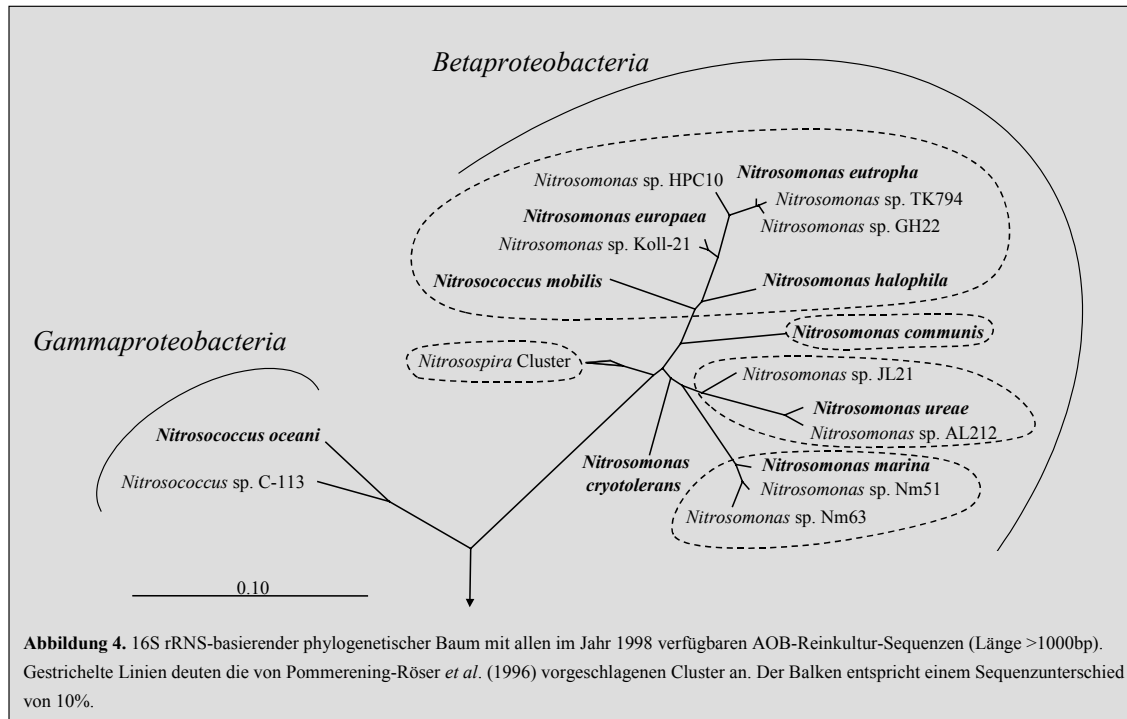 Betaproteobacteria
Nitrosomonas sp. HPC10
Nitrosomonas eutropha
Nitrosomonas sp. TK794
Nitrosomonas europaea
Nitrosomonas sp. GH22
Nitrosomonas sp. Koll-21
Nitrosococcus mobilis
Nitrosomonas halophila
Gammaproteobacteria
Nitrosomonas communis
Nitrosospira Cluster
Nitrosomonas sp. JL21
Nitrosomonas ureae
Nitrosomonas sp. AL212
Nitrosococcus oceani
Nitrosomonas
cryotolerans
Nitrosomonas marina
Nitrosococcus sp. C-113
Nitrosomonas sp. Nm51
Nitrosomonas sp. Nm63
0.10
Abbildung 4. 16S rRNS-basierender phylogenetischer Baum mit allen im Jahr 1998 verfügbaren AOB-Reinkultur-Sequenzen (Länge >1000bp).
Gestrichelte Linien deuten die von Pommerening-Röser et al. (1996) vorgeschlagenen Cluster an. Der Balken entspricht einem Sequenzunterschied
von 10%.